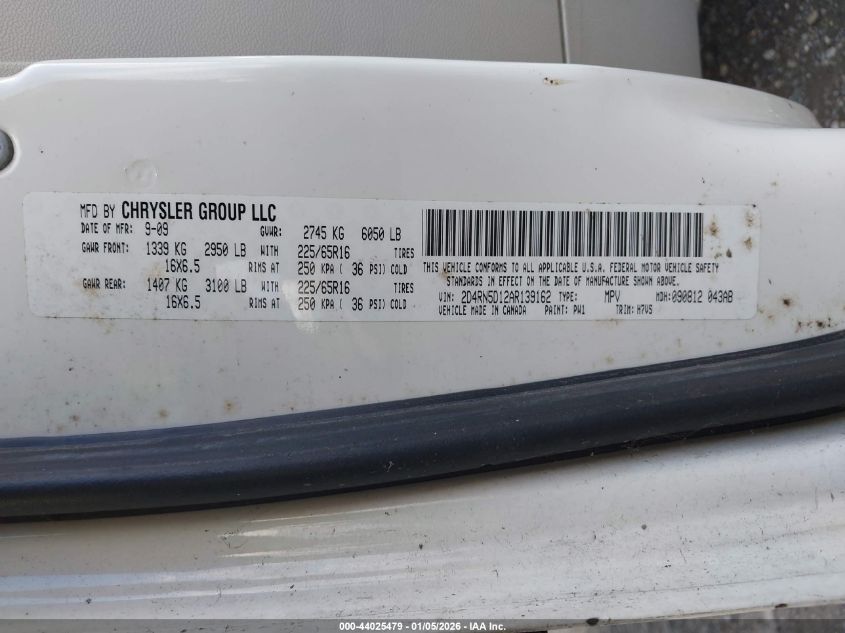 MFD BY CHRYSLER GROUP LLC
DATE OF MFR: 9-09 GVWR: 2745 KG 6050 LB
GAWR FRONT: 1339 KG 2950 LB WITH 225/65R16 TIRES
16X6.5 RIMS AT 250 KPA ( 36 PSI) COLD
GAWR REAR: 1407 KG 3100 LB WITH 225/65R16 TIRES
16X6.5 RIMS AT 250 KPA ( 36 PSI) COLD
THIS VEHICLE CONFORMS TO ALL APPLICABLE U.S.A. FEDERAL MOTOR VEHICLE SAFETY
STANDARDS IN EFFECT ON THE DATE OF MANUFACTURE SHOWN ABOVE.
VIN: 2D4RN5D12AR139162 TYPE: MPV MDH: 090812 043AB
VEHICLE MADE IN CANADA PAINT: PW1 TRIM: H7V5
000-44025479 - 01/05/2026 - IAA Inc.